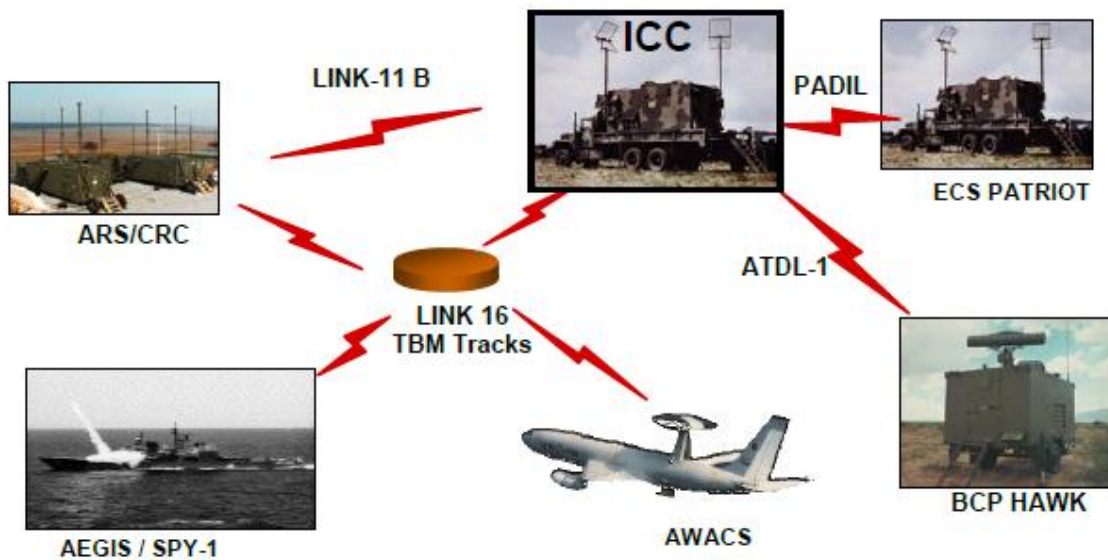 ICC
LINK-11 B
PADIL
ECS PATRIOT
ARS/CRC
ATDL-1
LINK 16
TBM Tracks
BCP HAWK
AWACS
AEGIS / SPY-1